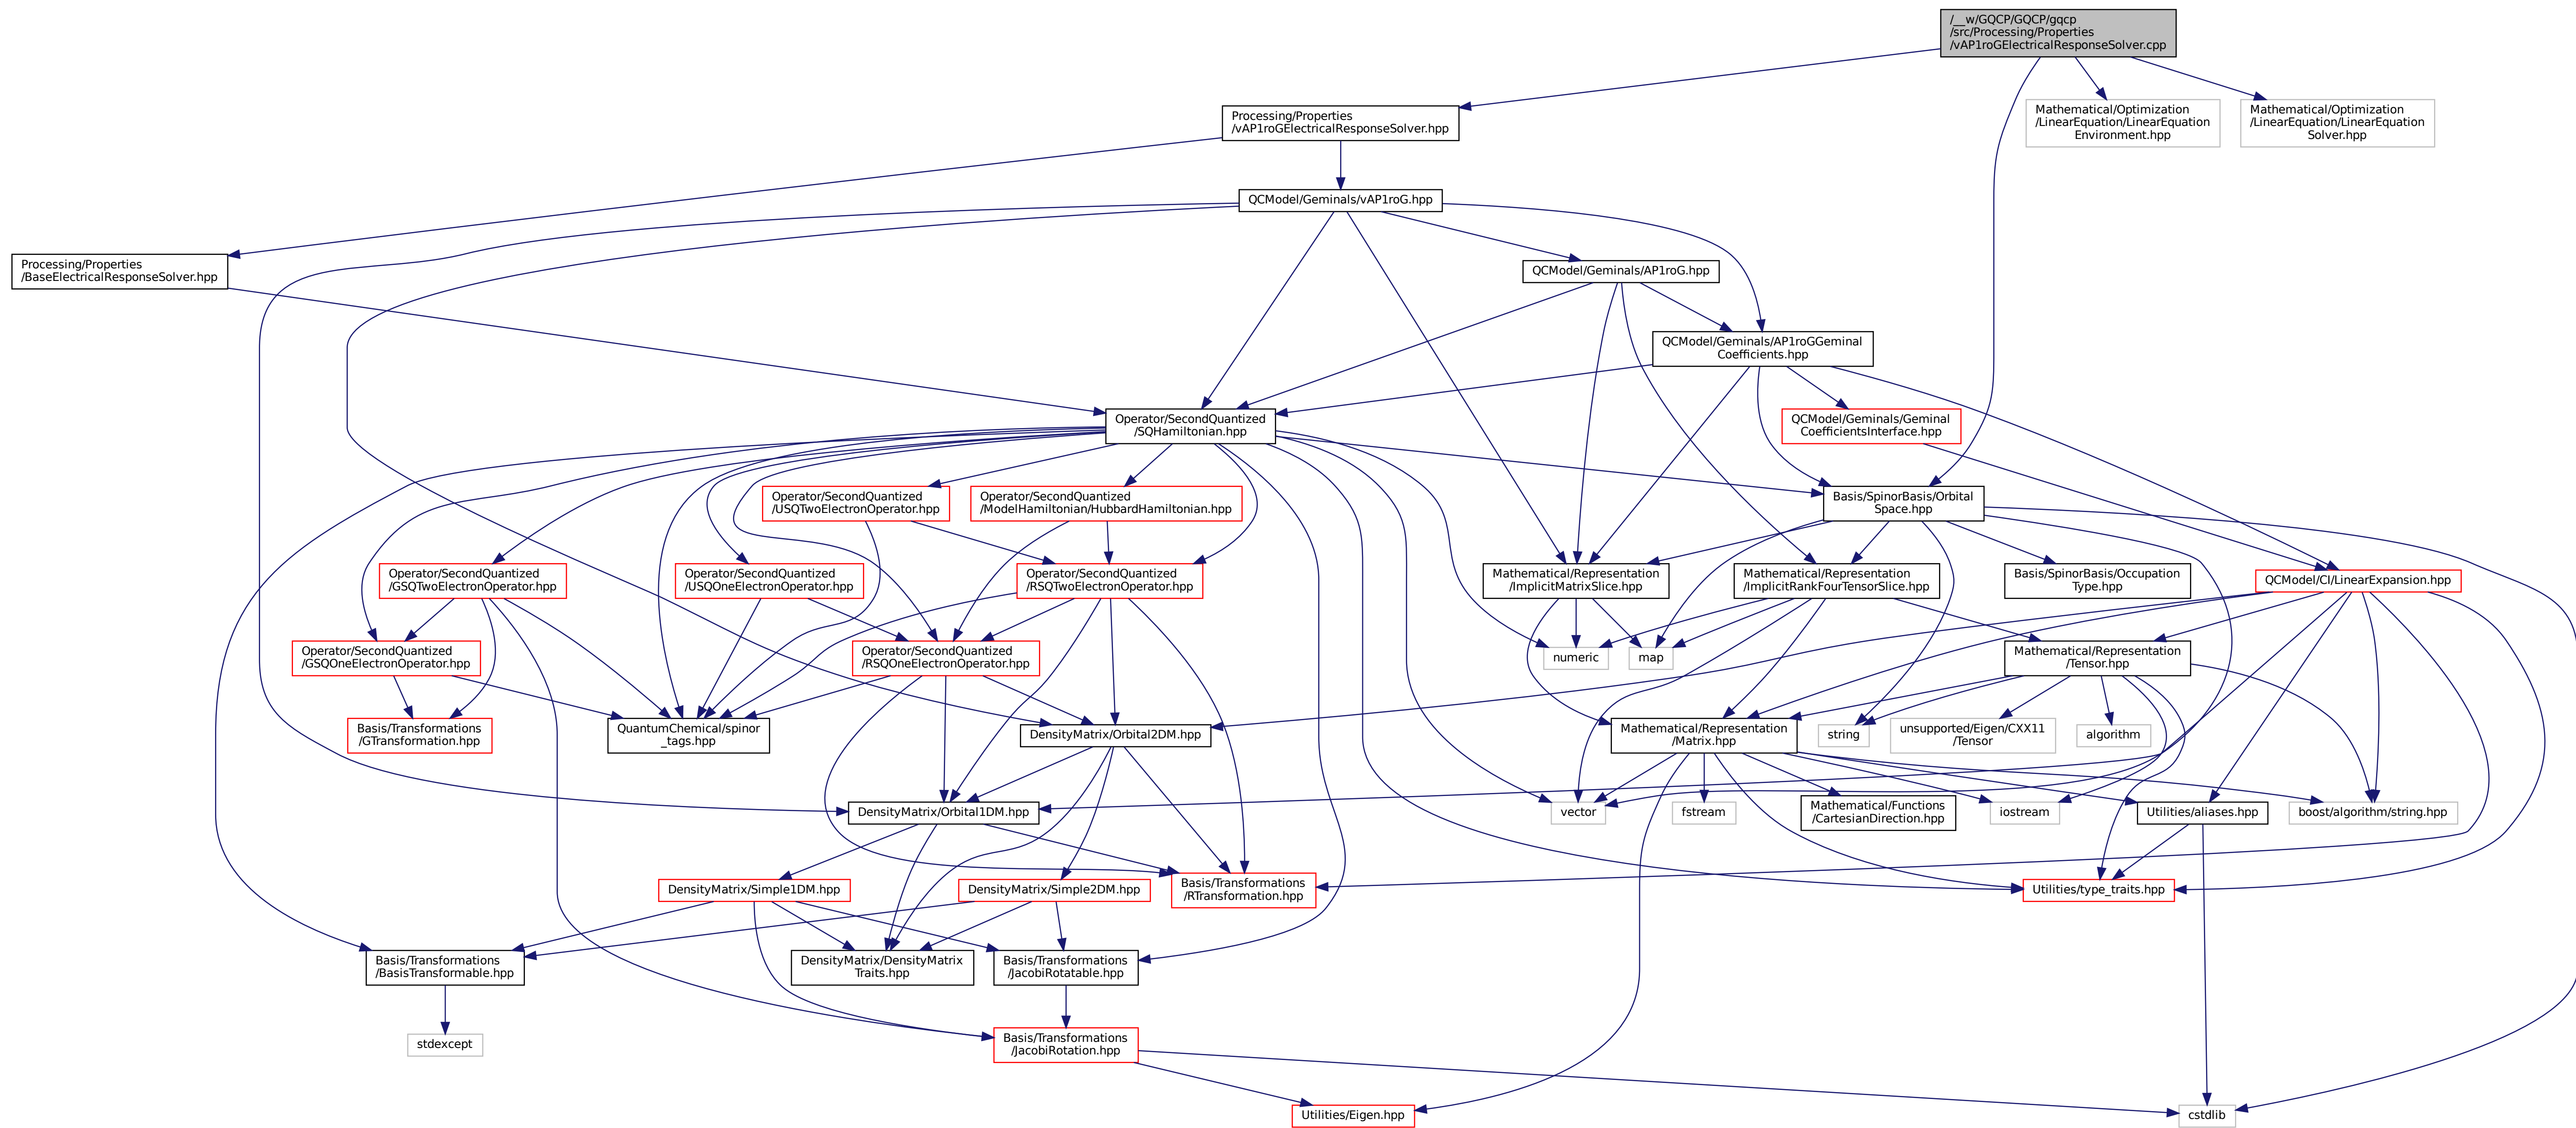 /__w/GQCP/GQCP/gqcp
/src/Processing/Properties
/vAP1roGElectricalResponseSolver.cpp
Processing/Properties
/vAP1roGElectricalResponseSolver.hpp
Mathematical/Optimization
/LinearEquation/LinearEquation
Environment.hpp
Mathematical/Optimization
/LinearEquation/LinearEquation
Solver.hpp
QCModel/Geminals/vAP1roG.hpp
Processing/Properties
/BaseElectricalResponseSolver.hpp
QCModel/Geminals/AP1roG.hpp
QCModel/Geminals/AP1roGGeminal
Coefficients.hpp
Operator/SecondQuantized
/SQHamiltonian.hpp
QCModel/Geminals/Geminal
CoefficientsInterface.hpp
Operator/SecondQuantized
/USQTwoElectronOperator.hpp
Operator/SecondQuantized
/ModelHamiltonian/HubbardHamiltonian.hpp
Basis/SpinorBasis/Orbital
Space.hpp
Operator/SecondQuantized
/GSQTwoElectronOperator.hpp
Operator/SecondQuantized
/USQOneElectronOperator.hpp
Operator/SecondQuantized
/RSQTwoElectronOperator.hpp
Mathematical/Representation
/ImplicitMatrixSlice.hpp
Mathematical/Representation
/ImplicitRankFourTensorSlice.hpp
Basis/SpinorBasis/Occupation
Type.hpp
QCModel/CI/LinearExpansion.hpp
Operator/SecondQuantized
/GSQOneElectronOperator.hpp
Operator/SecondQuantized
/RSQOneElectronOperator.hpp
numeric
map
Mathematical/Representation
/Tensor.hpp
Basis/Transformations
/GTransformation.hpp
QuantumChemical/spinor
_tags.hpp
DensityMatrix/Orbital2DM.hpp
Mathematical/Representation
/Matrix.hpp
string
unsupported/Eigen/CXX11
/Tensor
algorithm
DensityMatrix/Orbital1DM.hpp
vector
fstream
Mathematical/Functions
/CartesianDirection.hpp
iostream
Utilities/aliases.hpp
boost/algorithm/string.hpp
DensityMatrix/Simple1DM.hpp
DensityMatrix/Simple2DM.hpp
Basis/Transformations
/RTransformation.hpp
Utilities/type_traits.hpp
Basis/Transformations
/BasisTransformable.hpp
DensityMatrix/DensityMatrix
Traits.hpp
Basis/Transformations
/JacobiRotatable.hpp
stdexcept
Basis/Transformations
/JacobiRotation.hpp
Utilities/Eigen.hpp
cstdlib